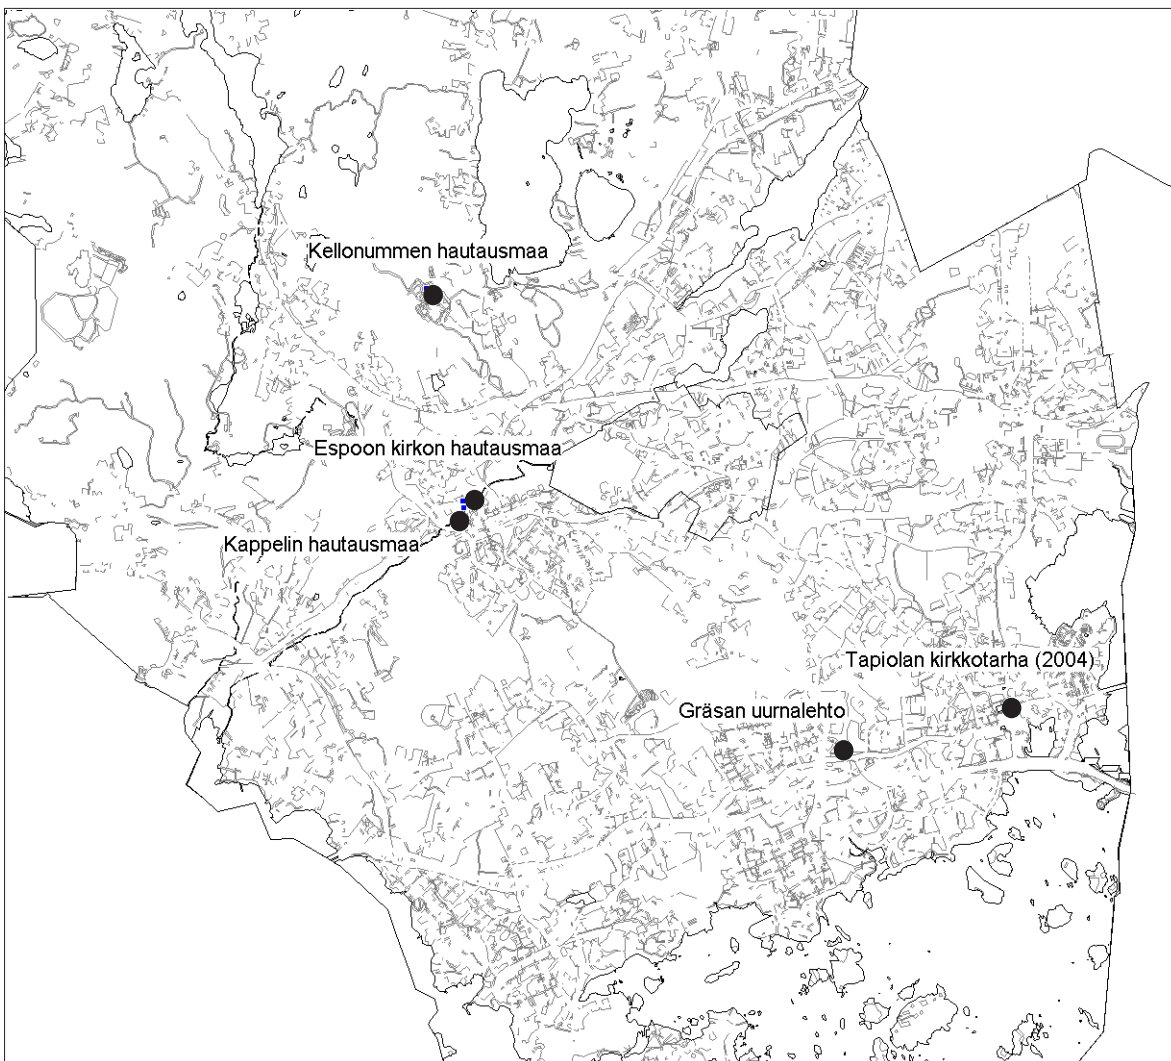 Kellonummen hautausmaa
Espoon kirkon hautausmaa
Kappelin hautausmaa
Tapiolan kirkkotarha (2004)
Gräsan uurnalehto